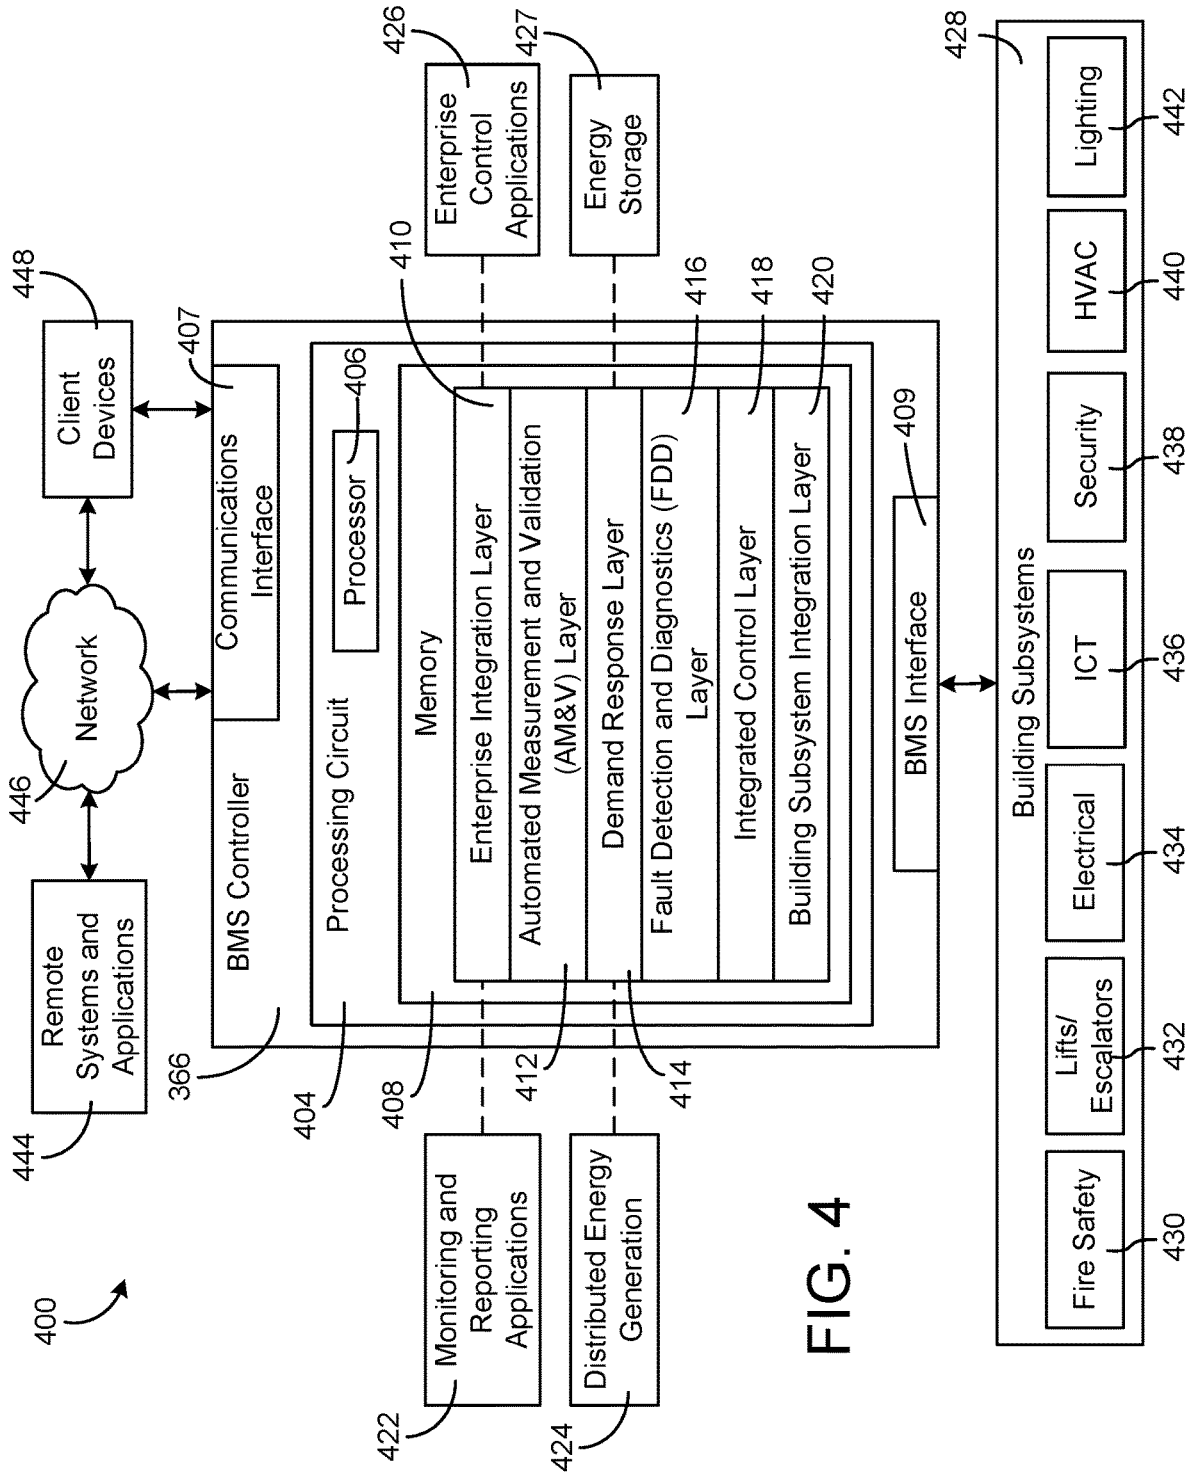 400
444
Remote
Systems and
Applications
446
Network
Client
Devices
448
366
BMS Controller
Communications
Interface
407
404
Processing Circuit
Processor
406
408
Memory
410
Enterprise Integration Layer
Automated Measurement and Validation
(AM&V) Layer
412
Demand Response Layer
414
Fault Detection and Diagnostics (FDD)
Layer
416
Integrated Control Layer
418
Building Subsystem Integration Layer
420
422
Monitoring and
Reporting
Applications
424
Distributed Energy
Generation
426
Enterprise
Control
Applications
427
Energy
Storage
BMS Interface
409
FIG. 4
Building Subsystems
428
Fire Safety
Lifts/
Escalators
Electrical
ICT
Security
HVAC
Lighting
430
432
434
436
438
440
442